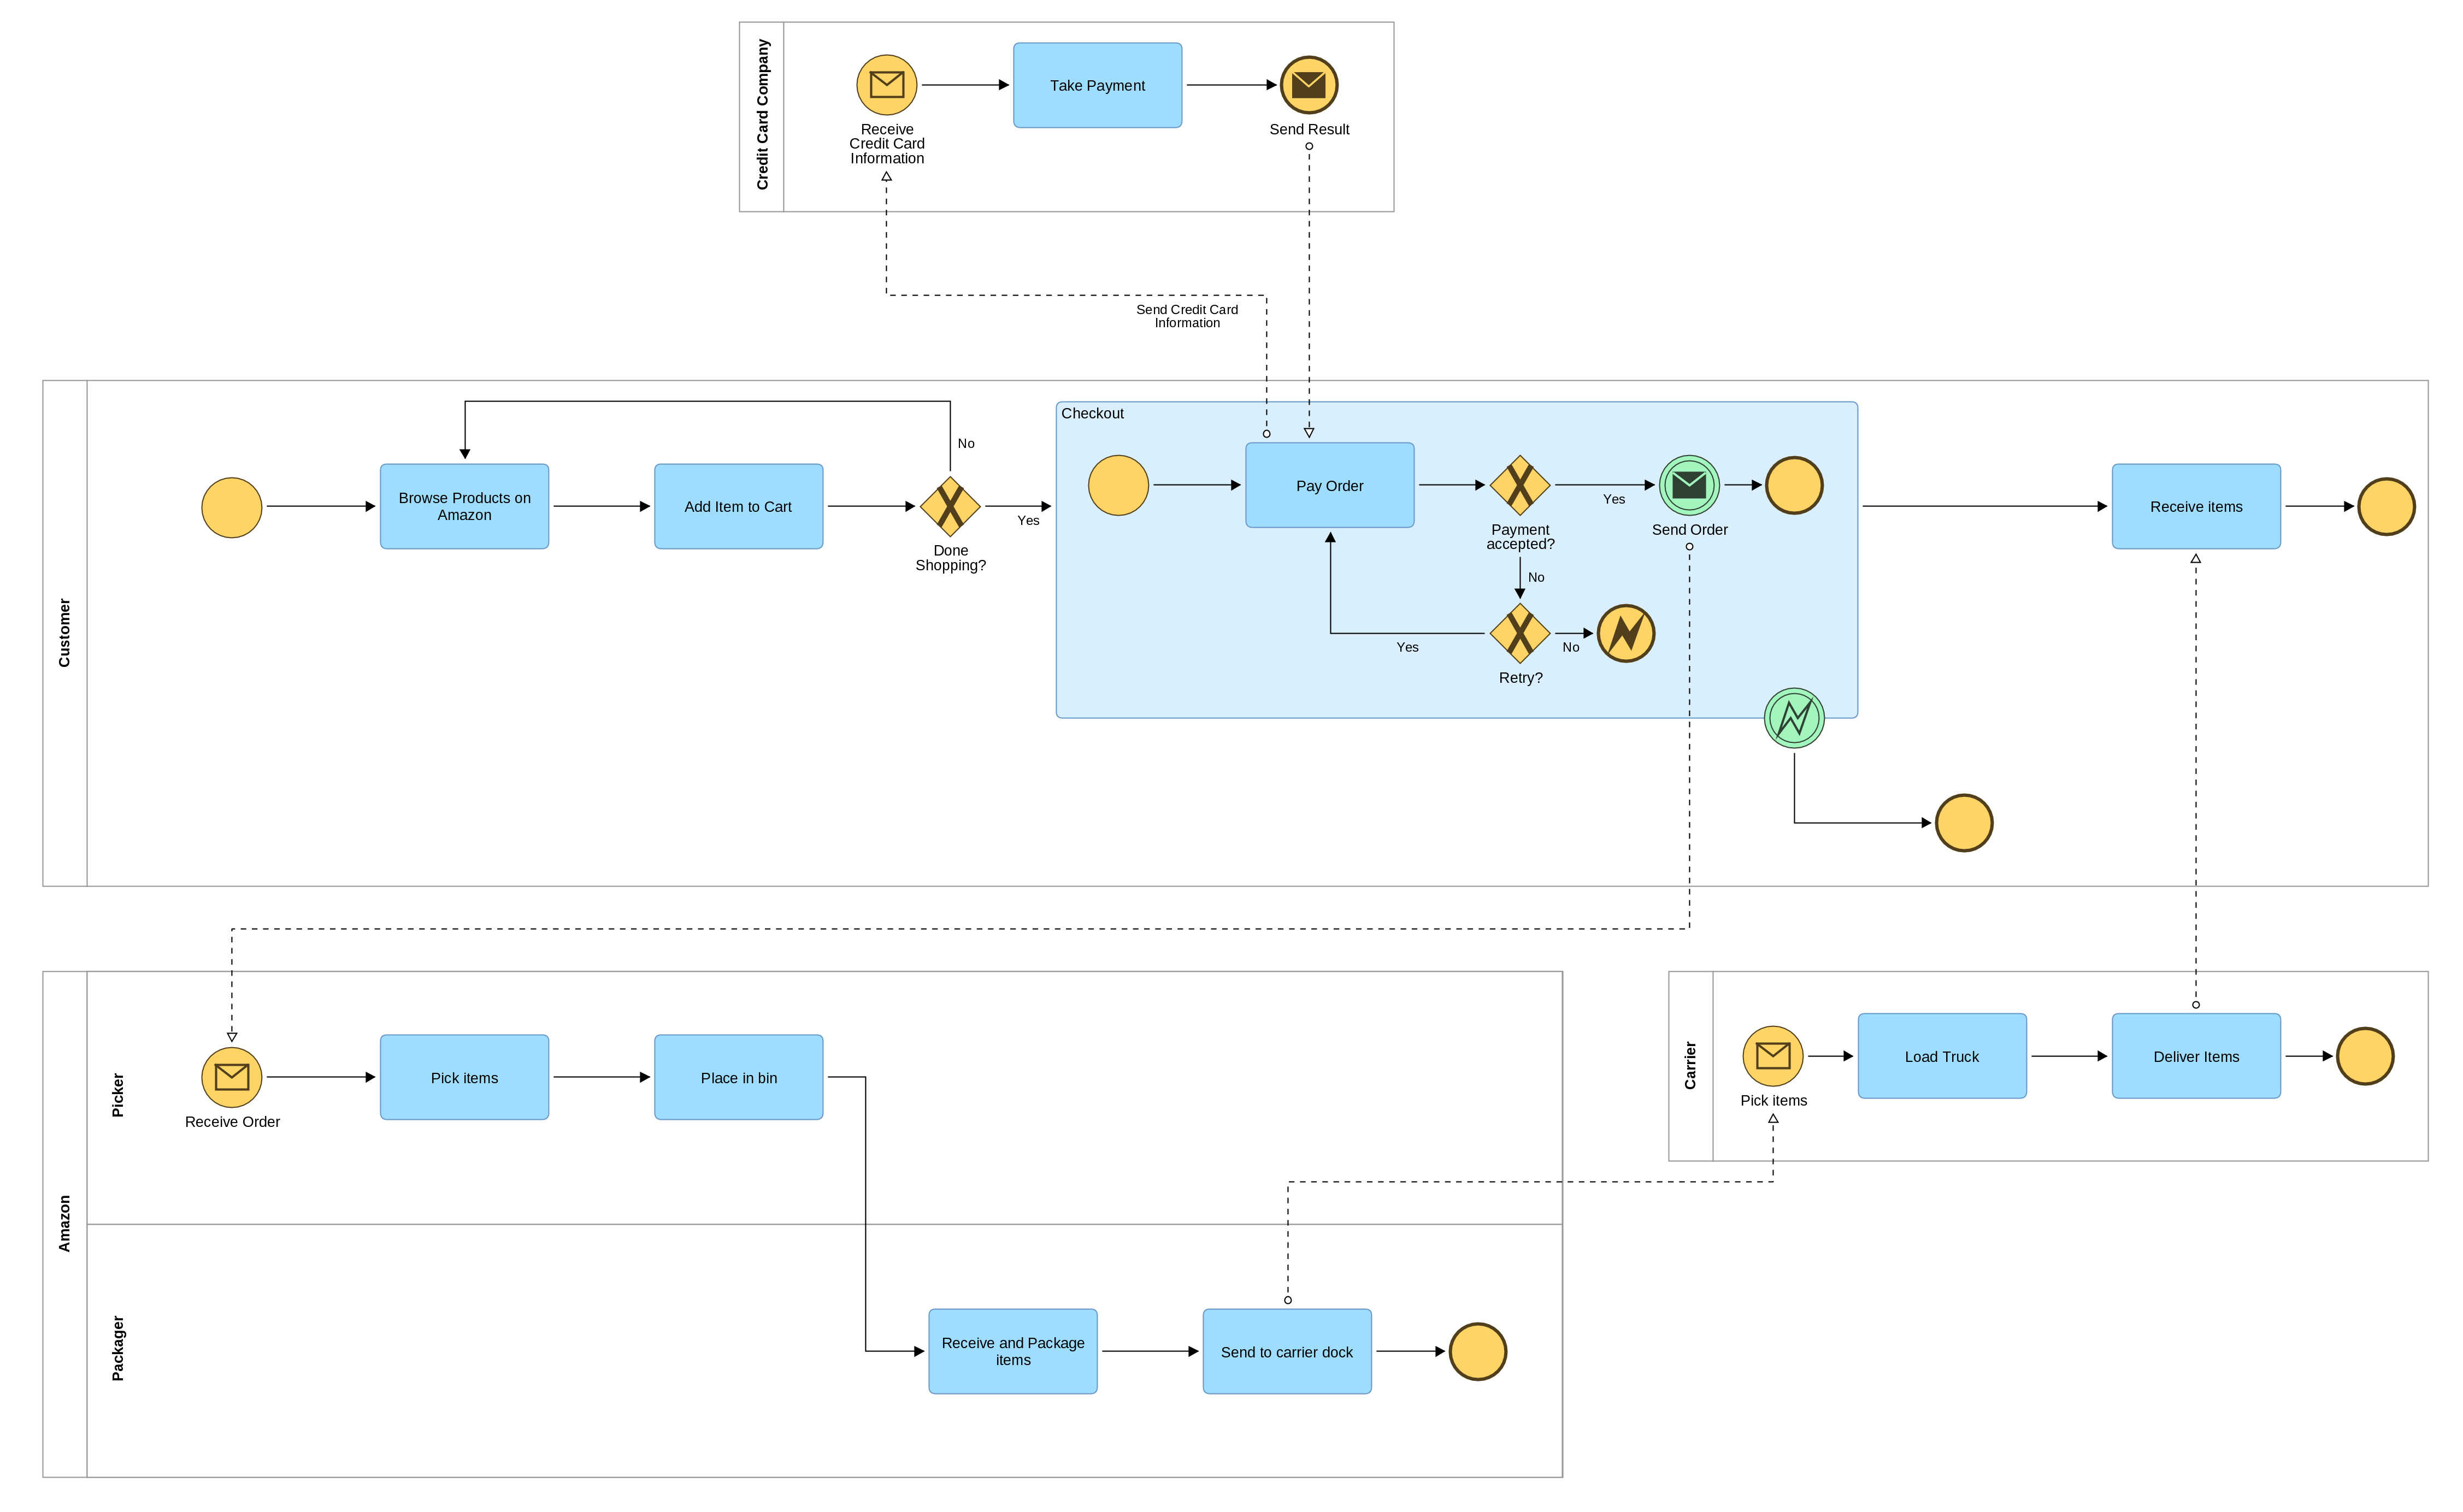 Credit Card Company
Receive
Credit Card
Information
Take Payment
Send Result
Send Credit Card
Information
Customer
Browse Products on
Amazon
Add Item to Cart
Done
Shopping?
No
Yes
Checkout
Pay Order
Payment
accepted?
Yes
No
Send Order
Retry?
Yes
No
Receive items
Amazon
Picker
Receive Order
Pick items
Place in bin
Packager
Receive and Package
items
Send to carrier dock
Carrier
Pick items
Load Truck
Deliver Items